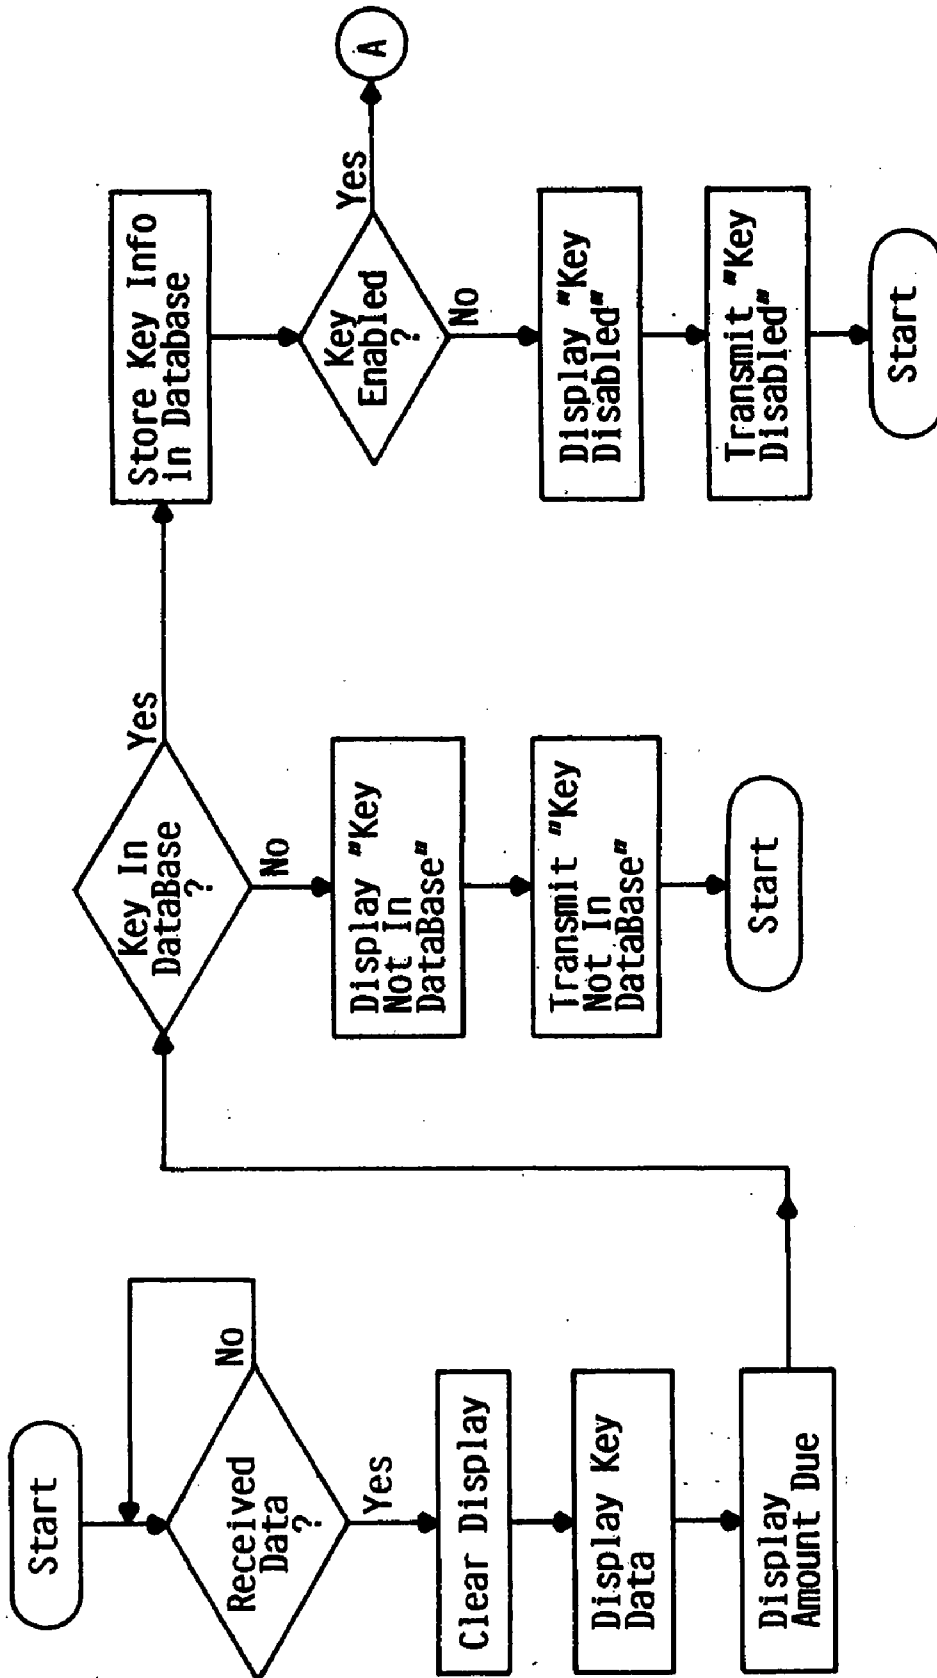 Start
Received
Data
?
No
Yes
Clear Display
Display Key
Data
Display
Amount Due
Key In
DataBase
?
Yes
No
Display "Key
Not In
DataBase"
Transmit "Key
Not In
DataBase"
Start
Store Key Info
in Database
Key
Enabled
?
Yes
A
No
Display "Key
Disabled"
Transmit "Key
Disabled"
Start